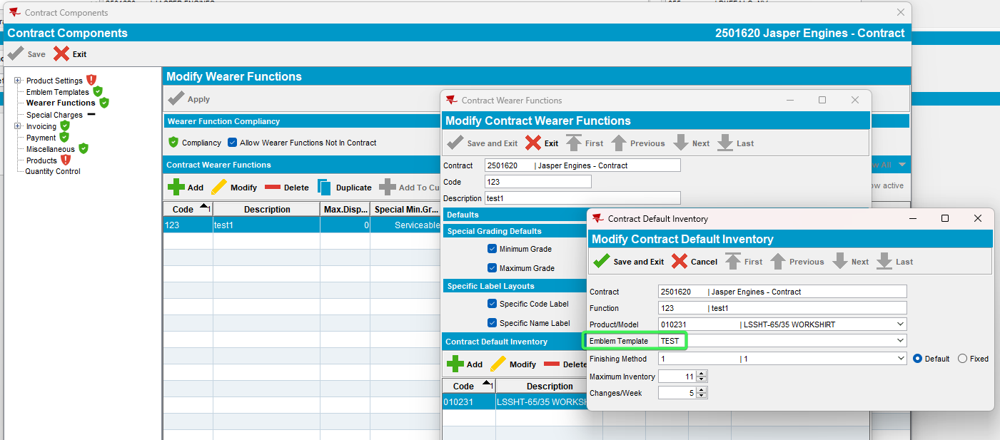 Contract Components
Contract Components
2501620 Jasper Engines - Contract
Save
Exit
Product Settings
Emblem Templates
Wearer Functions
Special Charges
Invoicing
Payment
Miscellaneous
Products
Quantity Control
Modify Wearer Functions
Apply
Wearer Function Compliancy
Compliancy
Allow Wearer Functions Not In Contract
Contract Wearer Functions
Add
Modify
Delete
Duplicate
Add To Cu
Code 1
Description
Max.Disp...
Special Min.Gr...
123
test1
0
Serviceable
w All
ow active
Contract Wearer Functions
Modify Contract Wearer Functions
Save and Exit
Exit
First
Previous
Next
Last
Contract
2501620 | Jasper Engines - Contract
Code
123
Description
test1
Defaults
Special Grading Defaults
Minimum Grade
Maximum Grade
Specific Label Layouts
Specific Code Label
Specific Name Label
Contract Default Inventory
Add
Modify
Delete
Code 1
Description
010231
LSSHT-65/35 WORKSH
Contract Default Inventory
Modify Contract Default Inventory
Save and Exit
Cancel
First
Previous
Next
Last
Contract
2501620 | Jasper Engines - Contract
Function
123 | test1
Product/Model
010231 | LSSHT-65/35 WORKSHIRT
Emblem Template
TEST
Finishing Method
1 | 1
Default
Fixed
Maximum Inventory
11
Changes/Week
5